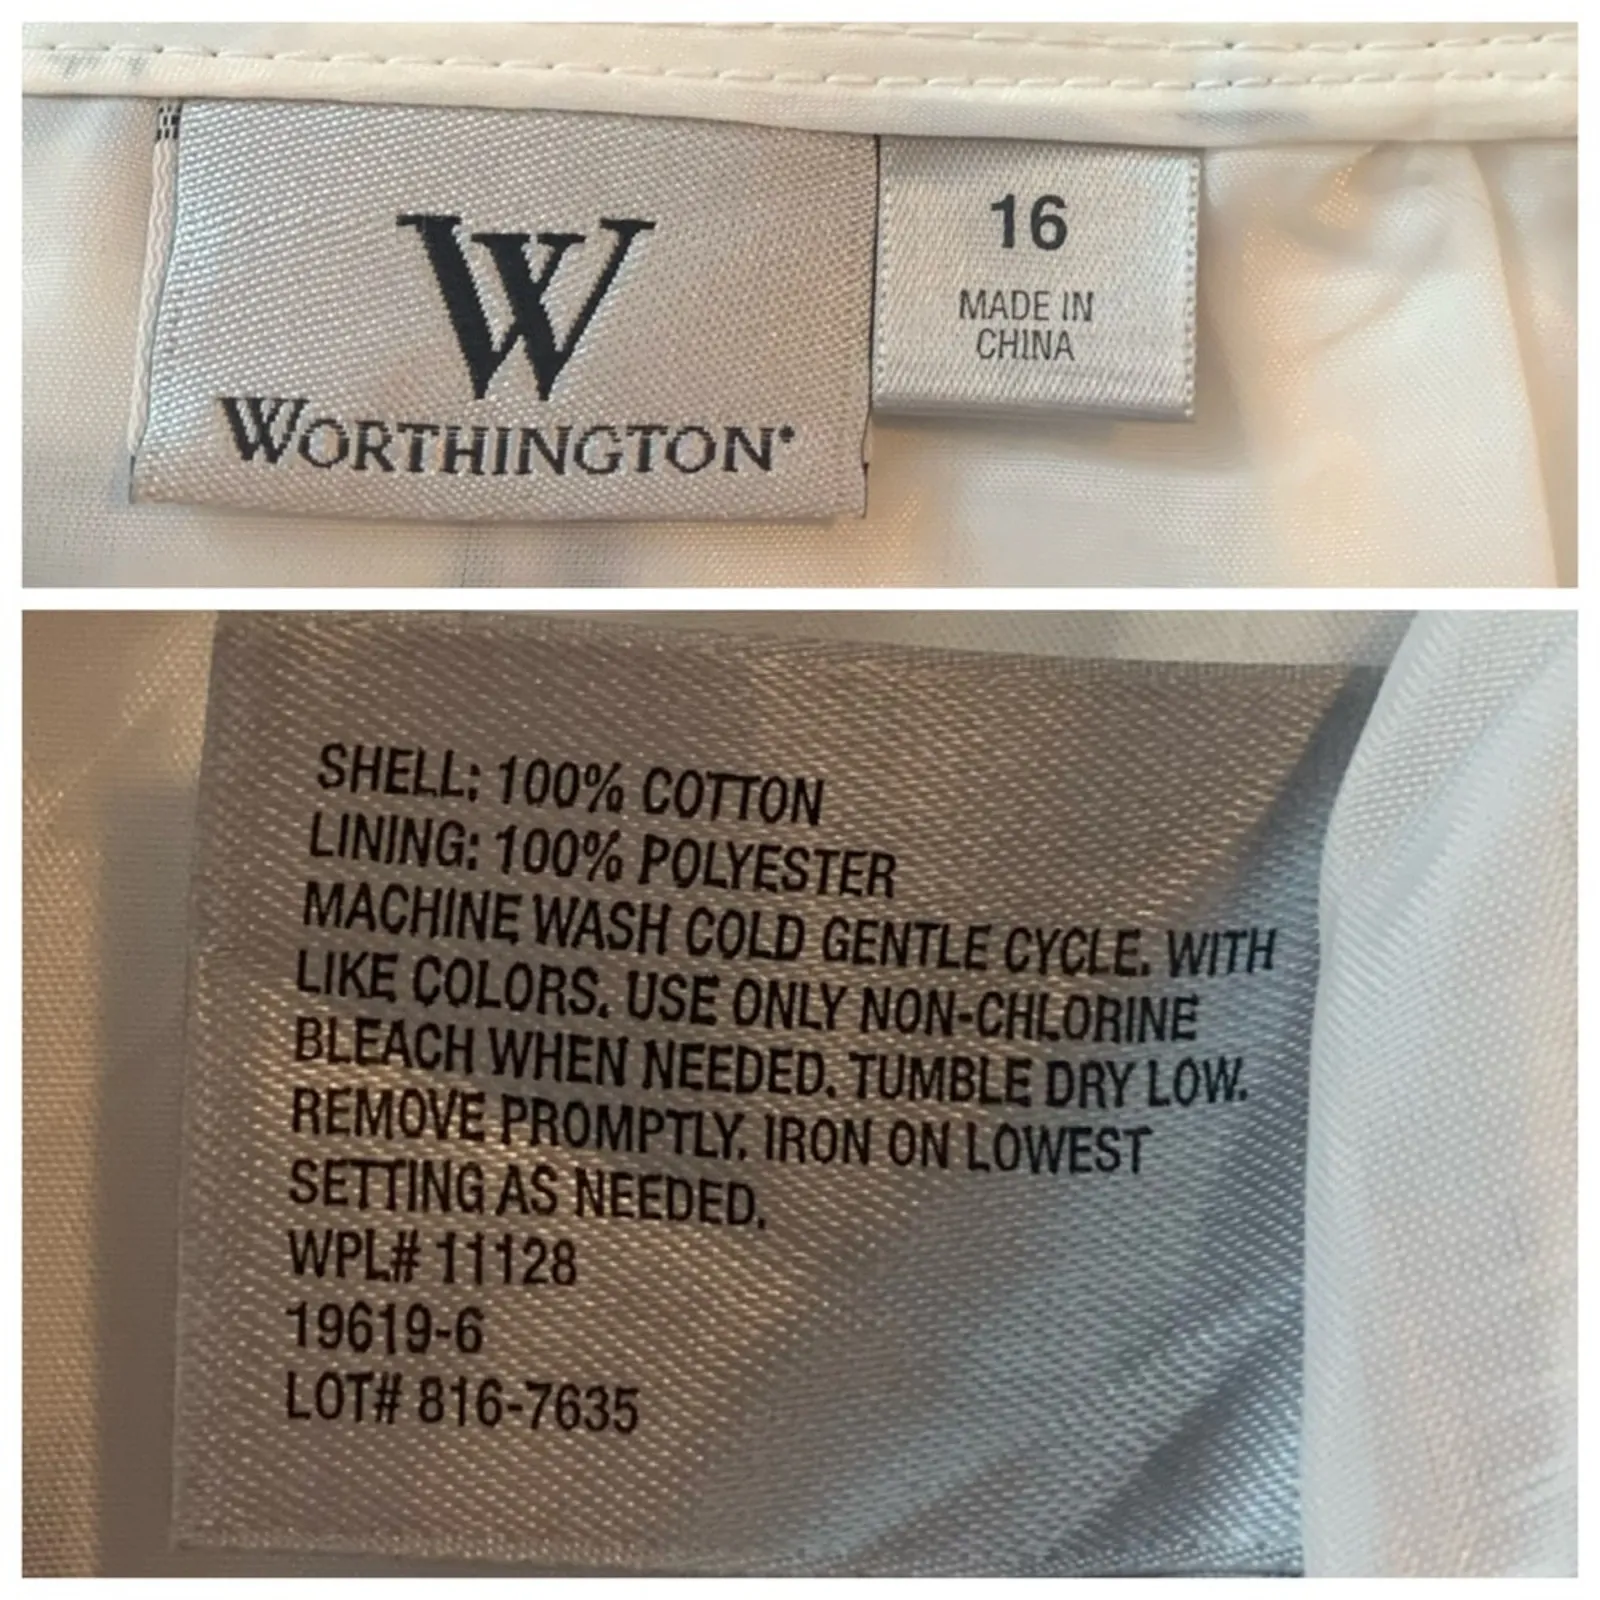 W
WORTHINGTON®
16
MADE IN
CHINA
SHELL: 100% COTTON
LINING: 100% POLYESTER
MACHINE WASH COLD GENTLE CYCLE. WITH
LIKE COLORS. USE ONLY NON-CHLORINE
BLEACH WHEN NEEDED. TUMBLE DRY LOW.
REMOVE PROMPTLY. IRON ON LOWEST
SETTING AS NEEDED.
WPL# 11128
19619-6
LOT# 816-7635